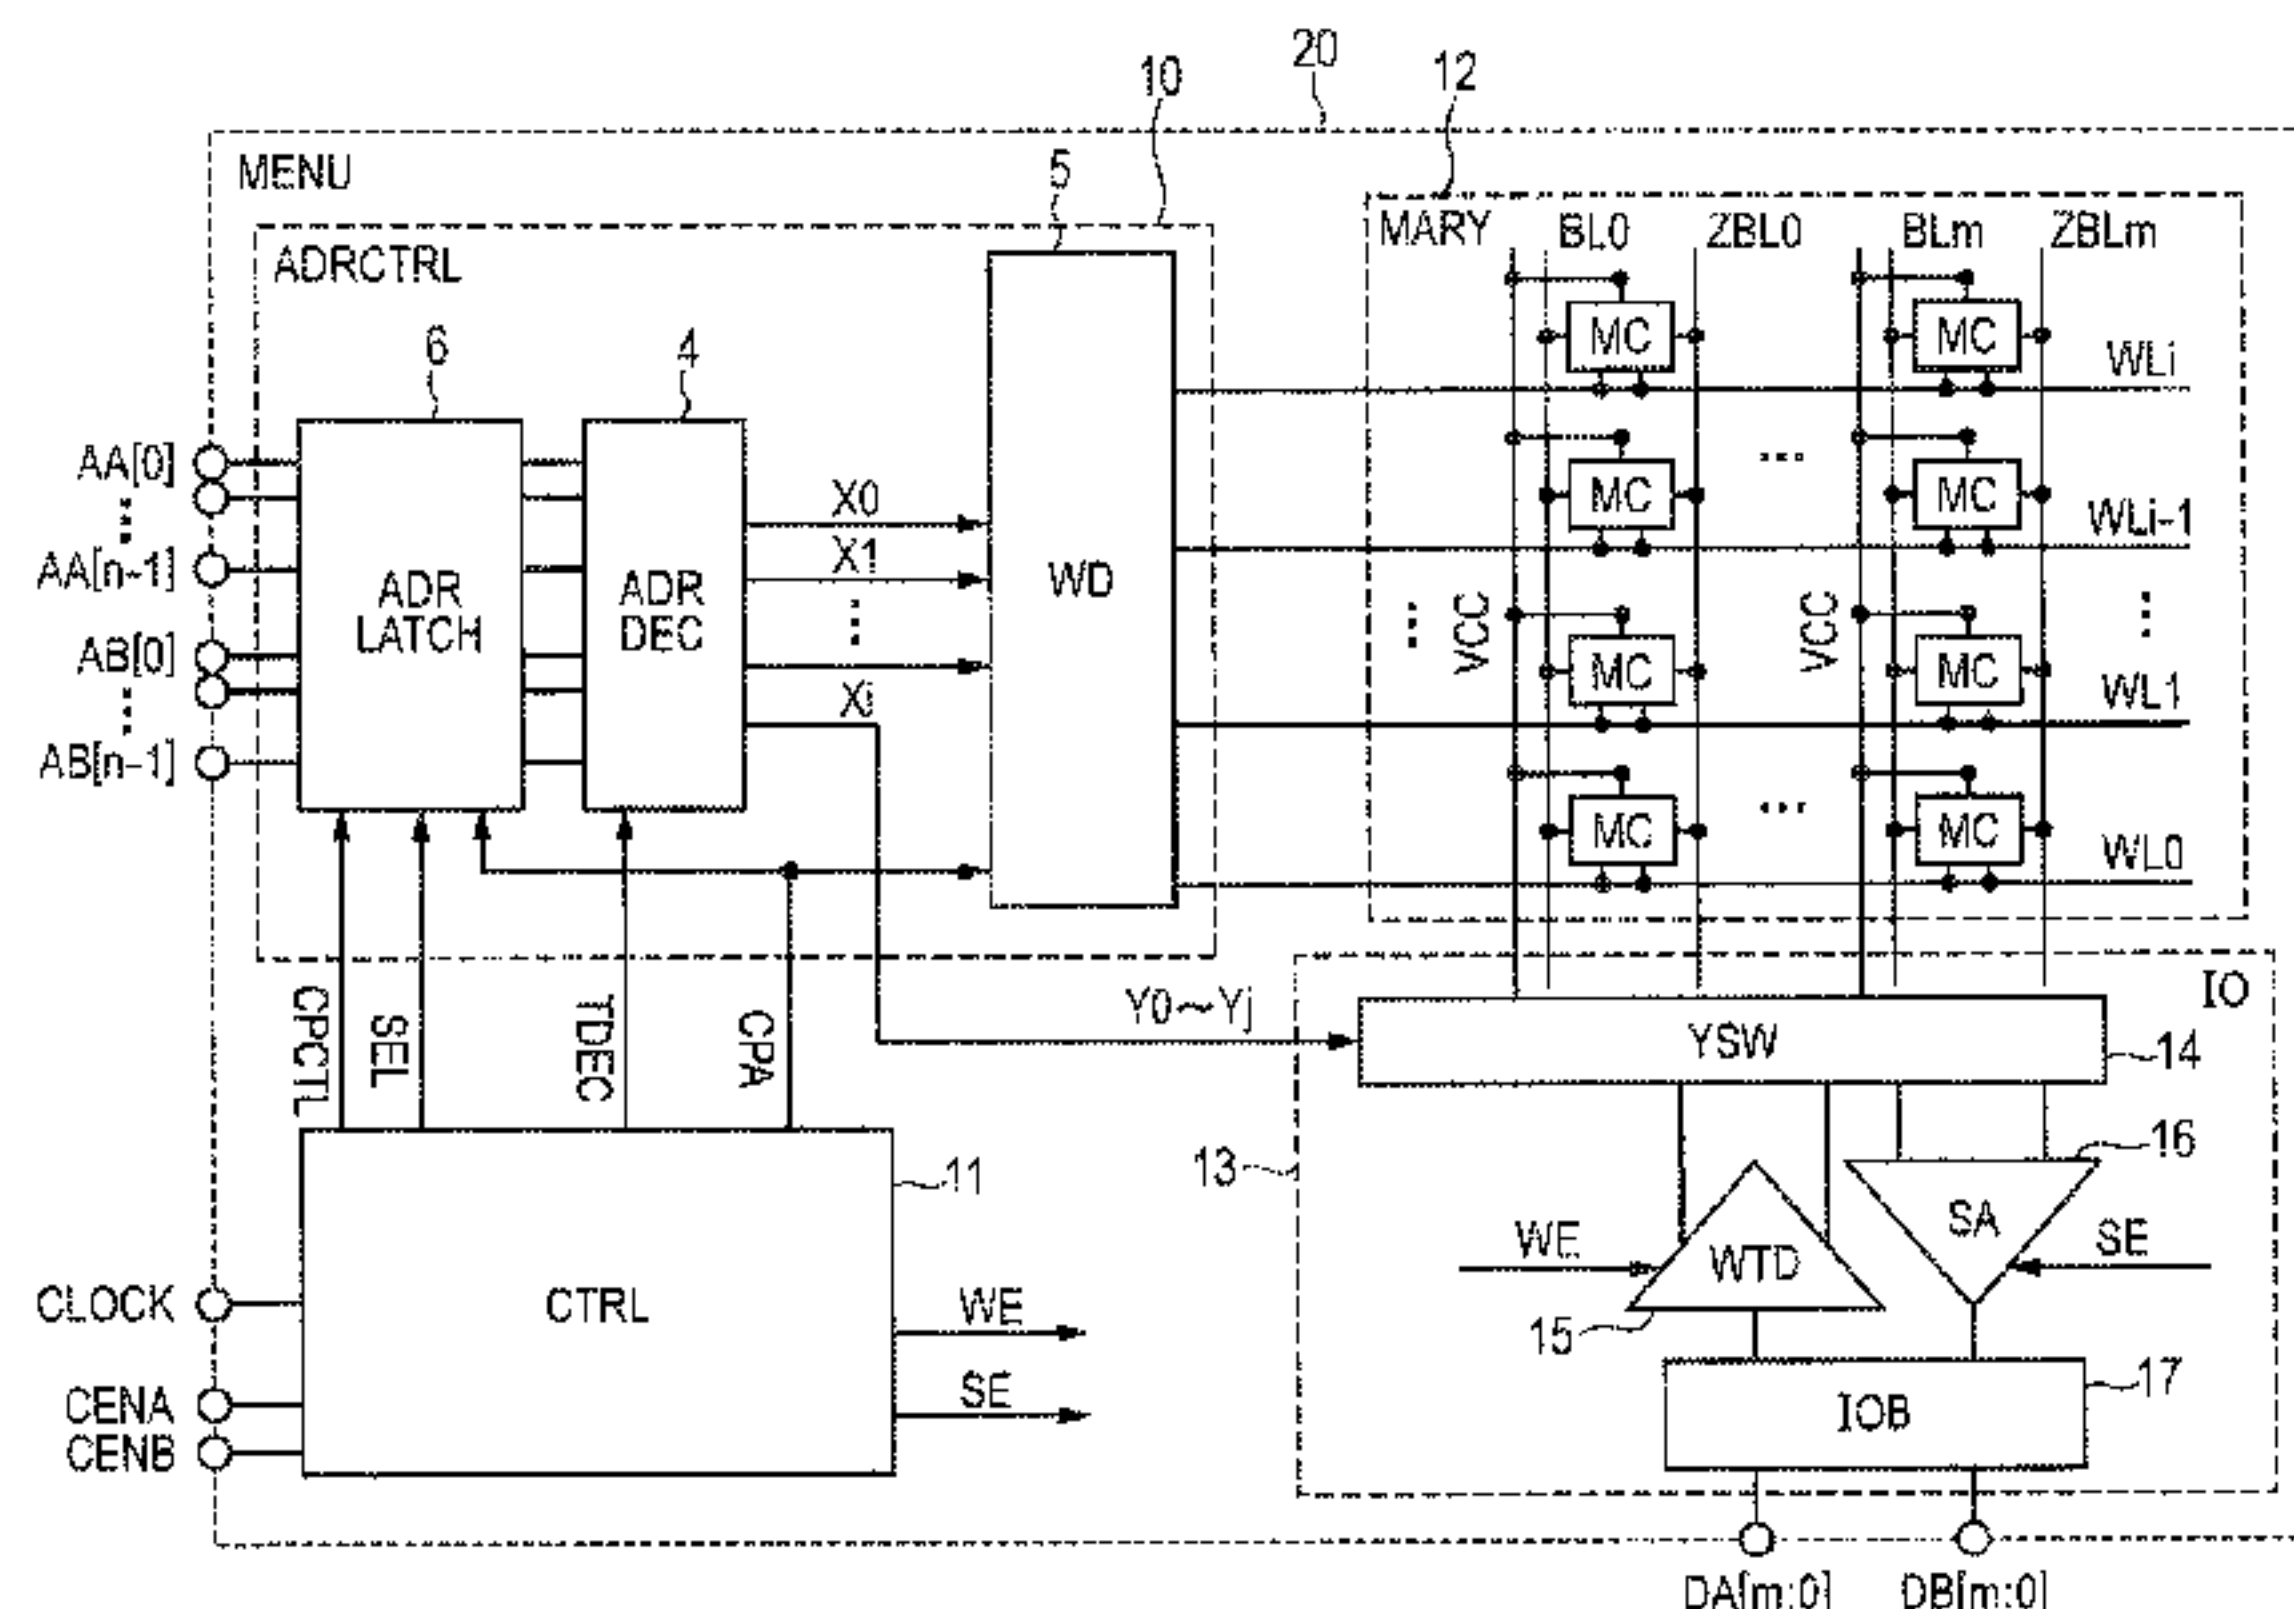 20
10
12
MENU
5
ADRCTRL
MARY
BL0
ZBL0
BLm
ZBLm
6
4
MC
MC
WLi
AA[0]
AA[n-1]
AB[0]
AB[n-1]
ADR
LATCH
ADR
DEC
X0
X1
Xi
WD
MC
MC
WLi-1
VCC
VCC
MC
MC
WL1
MC
MC
WL0
CPCTL
SEL
TDEC
CPA
Y0~Yj
IO
YSW
14
11
13
16
WE
WTD
SA
SE
15
CLOCK
CTRL
WE
CENA
SE
CENB
IOB
17
DA[m:0]
DB[m:0]